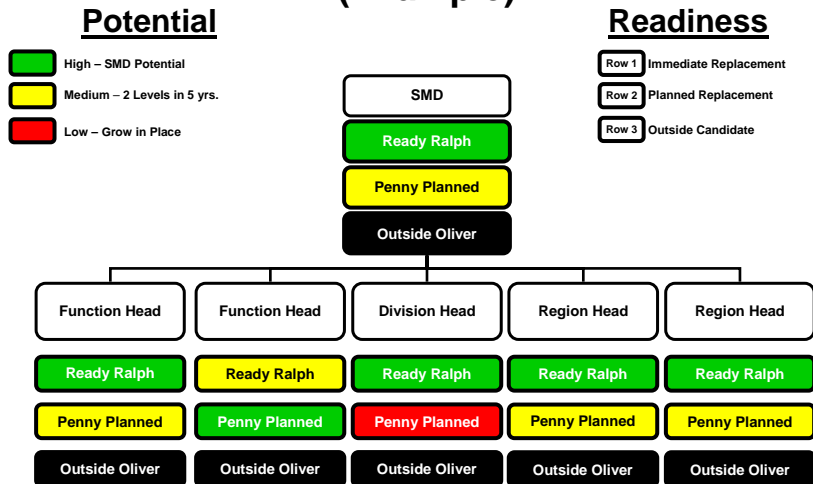 Potential
Readiness
High – SMD Potential
Medium – 2 Levels in 5 yrs.
Low – Grow in Place
Row 1 Immediate Replacement
Row 2 Planned Replacement
Row 3 Outside Candidate
SMD
Ready Ralph
Penny Planned
Outside Oliver
Function Head
Function Head
Division Head
Region Head
Region Head
Ready Ralph
Ready Ralph
Ready Ralph
Ready Ralph
Ready Ralph
Penny Planned
Penny Planned
Penny Planned
Penny Planned
Penny Planned
Outside Oliver
Outside Oliver
Outside Oliver
Outside Oliver
Outside Oliver